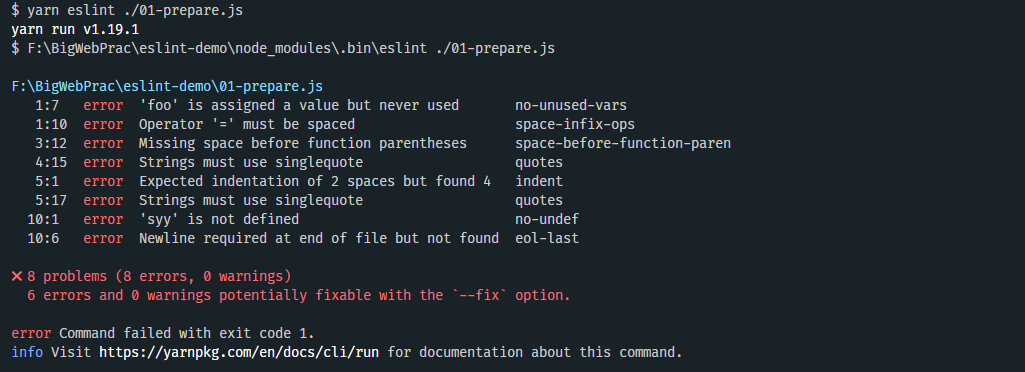 $ yarn eslint ./01-prepare.js
yarn run v1.19.1
$ F:\BigWebPrac\eslint-demo\node_modules\.bin\eslint ./01-prepare.js
F:\BigWebPrac\eslint-demo\01-prepare.js
1:7 error 'foo' is assigned a value but never used no-unused-vars
1:10 error Operator '=' must be spaced space-infix-ops
3:12 error Missing space before function parentheses space-before-function-paren
4:15 error Strings must use singlequote quotes
5:1 error Expected indentation of 2 spaces but found 4 indent
5:17 error Strings must use singlequote quotes
10:1 error 'syy' is not defined no-undef
10:6 error Newline required at end of file but not found eol-last
❌ 8 problems (8 errors, 0 warnings)
6 errors and 0 warnings potentially fixable with the `--fix` option.
error Command failed with exit code 1.
info Visit https://yarnpkg.com/en/docs/cli/run for documentation about this command.